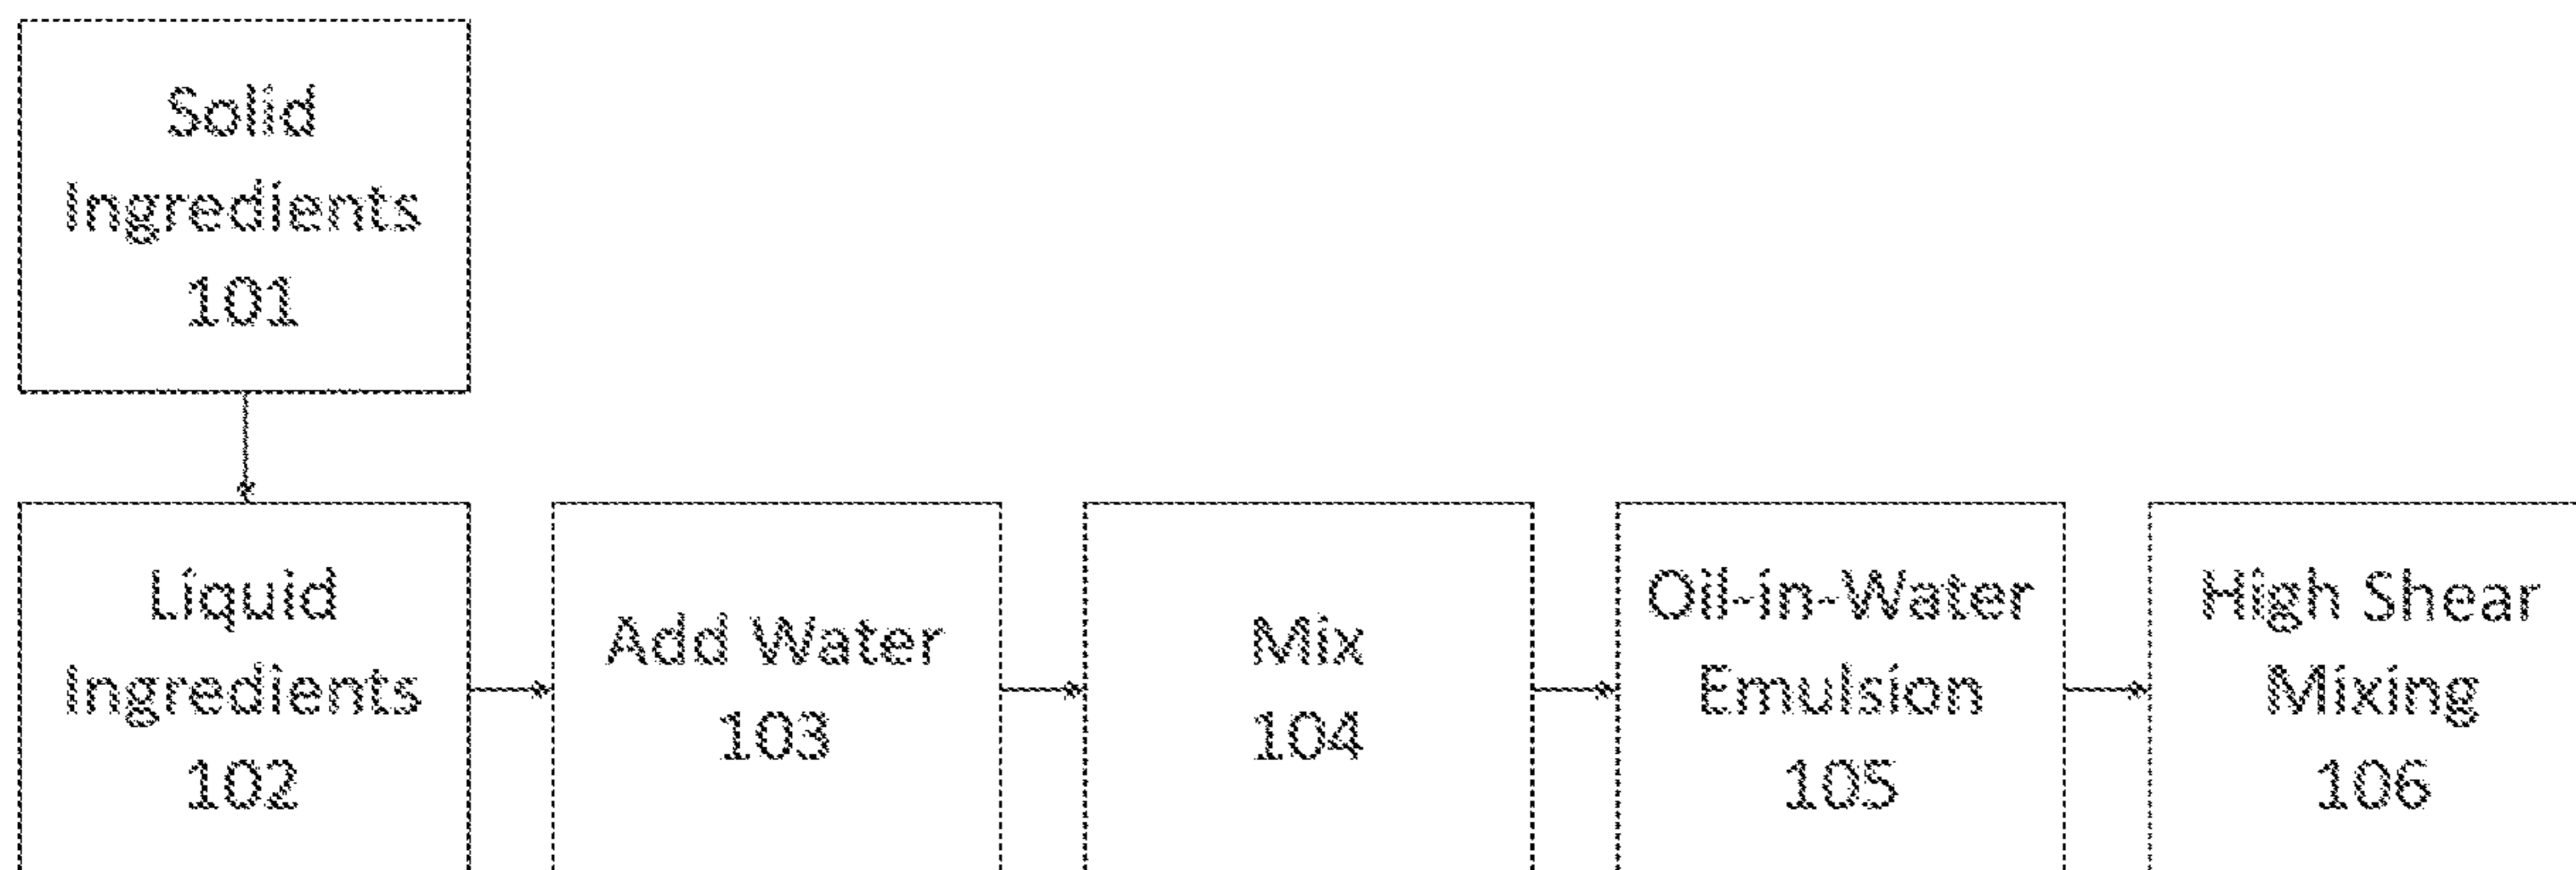 Solid
Ingredients
101
Liquid
Ingredients
102
Add Water
103
Mix
104
Oil-in-Water
Emulsion
105
High Shear
Mixing
106